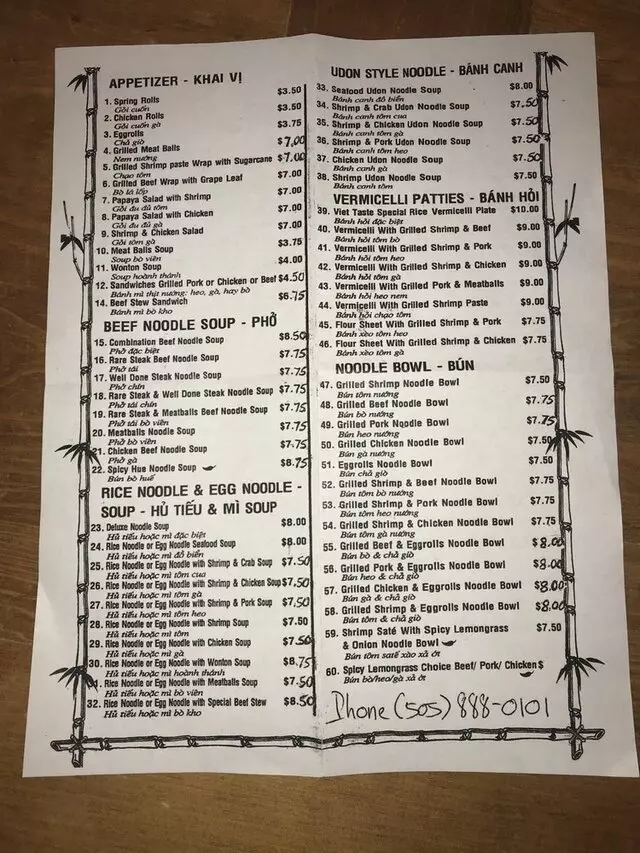 APPETIZER - KHAI VỊ
1. Spring Rolls $3.50
Gỏi cuốn
2. Chicken Rolls $3.50
Gỏi cuốn gà
3. Eggrolls $3.75
Chả giò
4. Grilled Meat Balls $7.00
Nem nướng
5. Grilled Shrimp paste Wrap with Sugarcane $7.00
Chạo tôm
6. Grilled Beef Wrap with Grape Leaf $7.00
Bò lá lốp
7. Papaya Salad with Shrimp $7.00
Gỏi đu đủ tôm
8. Papaya Salad with Chicken $7.00
Gỏi đu đủ gà
9. Shrimp & Chicken Salad $7.00
Gỏi tôm gà
10. Meat Balls Soup $3.75
Soup bò viên
11. Wonton Soup $4.00
Soup hoành thánh
12. Sandwiches Grilled Pork or Chicken or Beef $4.50
Bánh mì thịt nướng: heo, gà, hay bò
14. Beef Stew Sandwich $6.75
Bánh mì bò kho
BEEF NOODLE SOUP - PHỞ
15. Combination Beef Noodle Soup $8.50
Phở đặc biệt
16. Rare Steak Beef Noodle Soup $7.75
Phở tái
17. Well Done Steak Noodle Soup $7.75
Phở chín
18. Rare Steak & Well Done Steak Noodle Soup $7.75
Phở tái chín
19. Rare Steak & Meatballs Beef Noodle Soup $7.75
Phở tái bò viên
20. Meatballs Noodle Soup $7.75
Phở bò viên
21. Chicken Beef Noodle Soup $7.75
Phở gà
22. Spicy Hue Noodle Soup $8.75
Bún bò huế
RICE NOODLE & EGG NOODLE -
SOUP - HỦ TIẾU & MÌ SOUP
23. Deluxe Noodle Soup $8.00
Hủ tiếu hoặc mì đặc biệt
24. Rice Noodle or Egg Noodle Seafood Soup $8.00
Hủ tiếu hoặc mì đồ biển
25. Rice Noodle or Egg Noodle with Shrimp & Crab Soup $7.50
Hủ tiếu hoặc mì tôm cua
26. Rice Noodle or Egg Noodle with Shrimp & Chicken Soup $7.50
Hủ tiếu hoặc mì tôm gà
27. Rice Noodle or Egg Noodle with Shrimp & Pork Soup $7.50
Hủ tiếu hoặc mì tôm heo
28. Rice Noodle or Egg Noodle with Shrimp Soup $7.50
Hủ tiếu hoặc mì tôm
29. Rice Noodle or Egg Noodle with Chicken Soup $7.50
Hủ tiếu hoặc mì gà
30. Rice Noodle or Egg Noodle with Wonton Soup $8.75
Hủ tiếu hoặc mì hoành thánh
31. Rice Noodle or Egg Noodle with Meatballs Soup $7.50
Hủ tiếu hoặc mì bò viên
32. Rice Noodle or Egg Noodle with Special Beef Stew $8.50
Hủ tiếu hoặc mì bò kho
UDON STYLE NOODLE - BÁNH CANH
33. Seafood Udon Noodle Soup $8.00
Bánh canh đồ biển
34. Shrimp & Crab Udon Noodle Soup $7.50
Bánh canh tôm cua
35. Shrimp & Chicken Udon Noodle Soup $7.50
Bánh canh tôm gà
36. Shrimp & Pork Udon Noodle Soup $7.50
Bánh canh tôm heo
37. Chicken Udon Noodle Soup $7.50
Bánh canh gà
38. Shrimp Udon Noodle Soup $7.50
Bánh canh tôm
VERMICELLI PATTIES - BÁNH HỎI
39. Viet Taste Special Rice Vermicelli Plate $10.00
Bánh hỏi đặc biệt
40. Vermicelli With Grilled Shrimp & Beef $9.00
Bánh hỏi tôm bò
41. Vermicelli With Grilled Shrimp & Pork $9.00
Bánh hỏi tôm heo
42. Vermicelli With Grilled Shrimp & Chicken $9.00
Bánh hỏi tôm gà
43. Vermicelli With Grilled Pork & Meatballs $9.00
Bánh hỏi heo nem
44. Vermicelli With Grilled Shrimp Paste $9.00
Bánh hỏi chạo tôm
45. Flour Sheet With Grilled Shrimp & Pork $7.75
Bánh xèo tôm heo
46. Flour Sheet With Grilled Shrimp & Chicken $7.75
Bánh xèo tôm gà
NOODLE BOWL - BÚN
47. Grilled Shrimp Noodle Bowl $7.50
Bún tôm nướng
48. Grilled Beef Noodle Bowl $7.75
Bún bò nướng
49. Grilled Pork Noodle Bowl $7.75
Bún heo nướng
50. Grilled Chicken Noodle Bowl $7.50
Bún gà nướng
51. Eggrolls Noodle Bowl $7.50
Bún chả giò
52. Grilled Shrimp & Beef Noodle Bowl $7.75
Bún tôm bò nướng
53. Grilled Shrimp & Pork Noodle Bowl $7.75
Bún tôm heo nướng
54. Grilled Shrimp & Chicken Noodle Bowl $7.75
Bún tôm gà nướng
55. Grilled Beef & Eggrolls Noodle Bowl $8.00
Bún bò & chả giò
56. Grilled Pork & Eggrolls Noodle Bowl $8.00
Bún heo & chả giò
57. Grilled Chicken & Eggrolls Noodle Bowl $8.00
Bún gà & chả giò
58. Grilled Shrimp & Eggrolls Noodle Bowl $8.00
Bún tôm & chả giò
59. Shrimp Saté With Spicy Lemongrass $7.50
& Onion Noodle Bowl
Bún tôm satế xào xả ớt
60. Spicy Lemongrass Choice Beef/ Pork/ Chicken $
Bún bò/heo/gà xả ớt
Phone (505) 888-0101